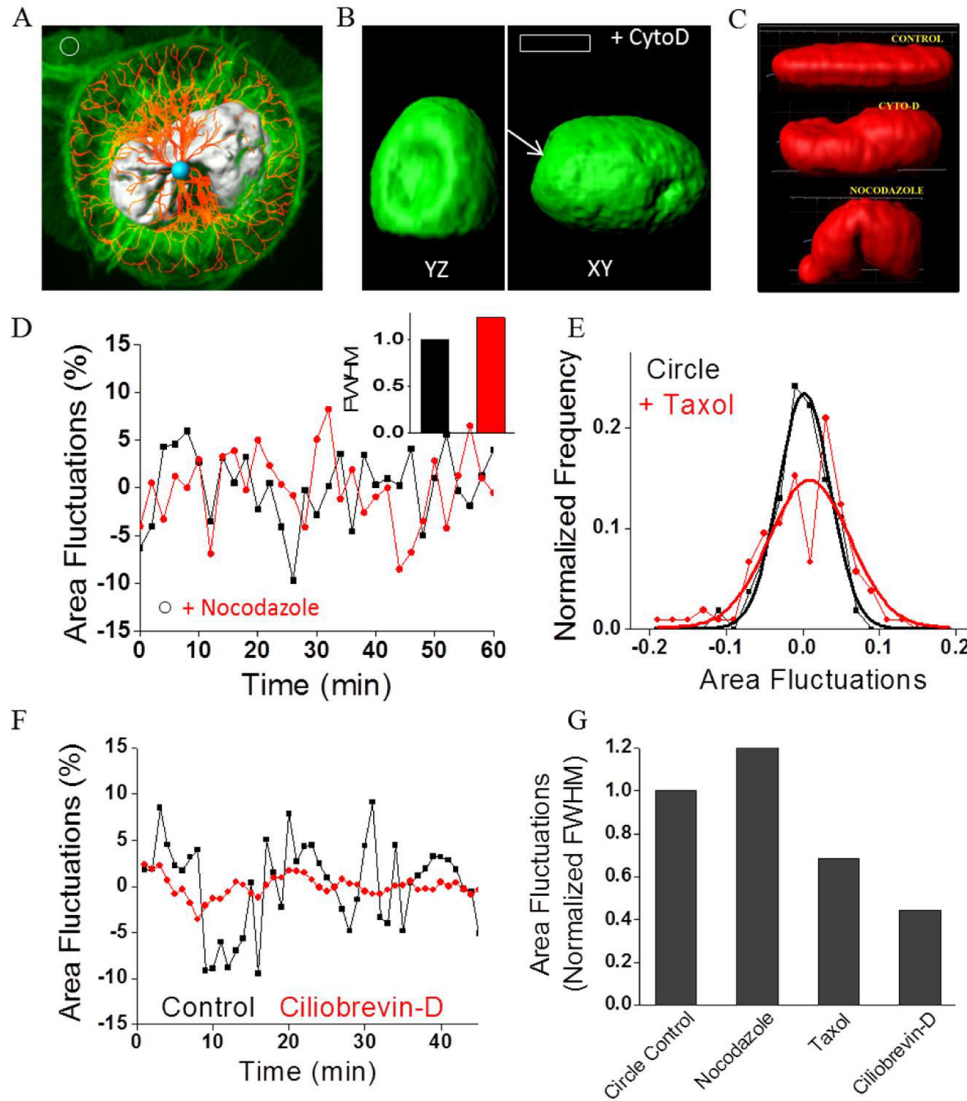 A
B
+ CytoD
YZ
XY
C
CONTROL
CYTO-D
NOCODAZOLE
D
Area Fluctuations (%)
15
10
5
0
-5
-10
-15
0 10 20 30 40 50 60
Time (min)
+ Nocodazole
FWHM
1.0
0.5
0.0
E
Normalized Frequency
0.2
0.1
0.0
-0.2 -0.1 0.0 0.1 0.2
Area Fluctuations
Circle
+ Taxol
F
Area Fluctuations (%)
15
10
5
0
-5
-10
-15
0 10 20 30 40
Time (min)
Control Ciliobrevin-D
G
Area Fluctuations
(Normalized FWHM)
1.2
1.0
0.8
0.6
0.4
0.2
0.0
Circle Control
Nocodazole
Taxol
Ciliobrevin-D